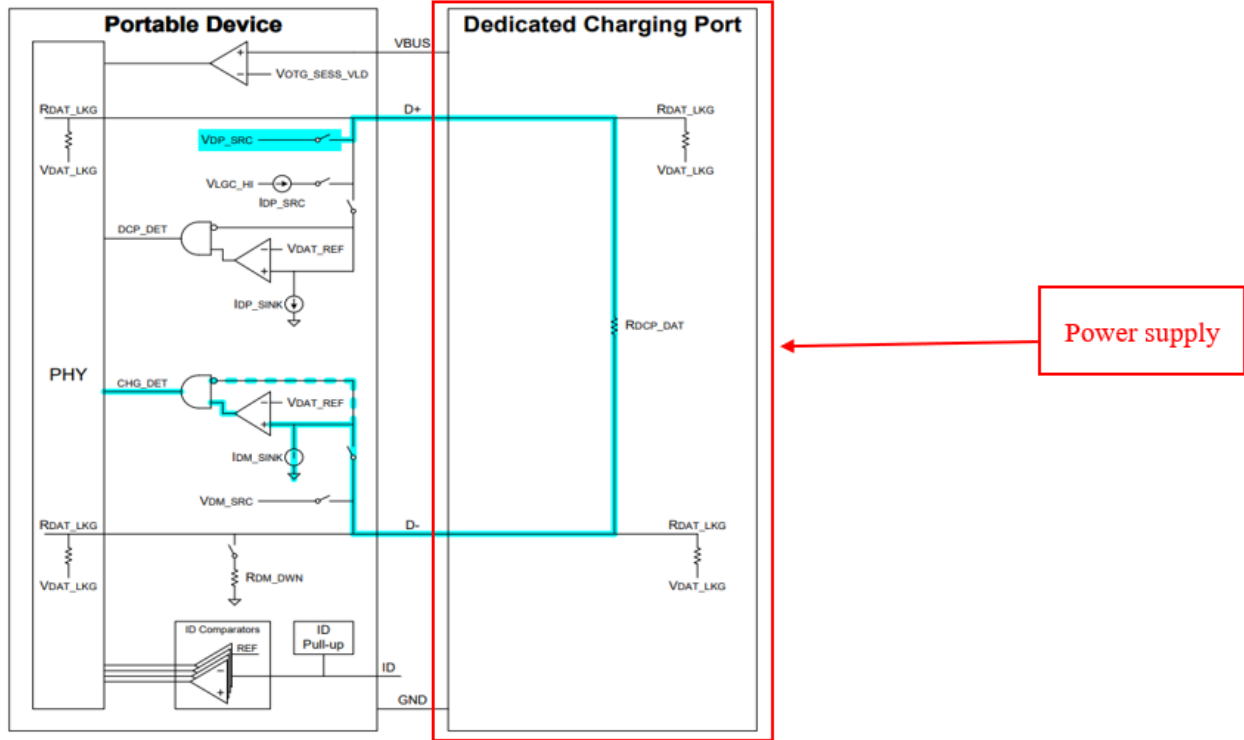 Portable Device
Dedicated Charging Port
VBUS
VOTG_SESS_VLD
RDAT_LKG
D+
RDAT_LKG
VDP_SRC
VDAT_LKG
VDAT_LKG
VLGC_HI
IDP_SRC
DCP_DET
VDAT_REF
IDP_SINK
RDCP_DAT
Power supply
PHY
CHG_DET
VDAT_REF
IDM_SINK
VDM_SRC
RDAT_LKG
D-
RDAT_LKG
RDM_DWN
VDAT_LKG
VDAT_LKG
ID Comparators
REF
ID
Pull-up
ID
GND